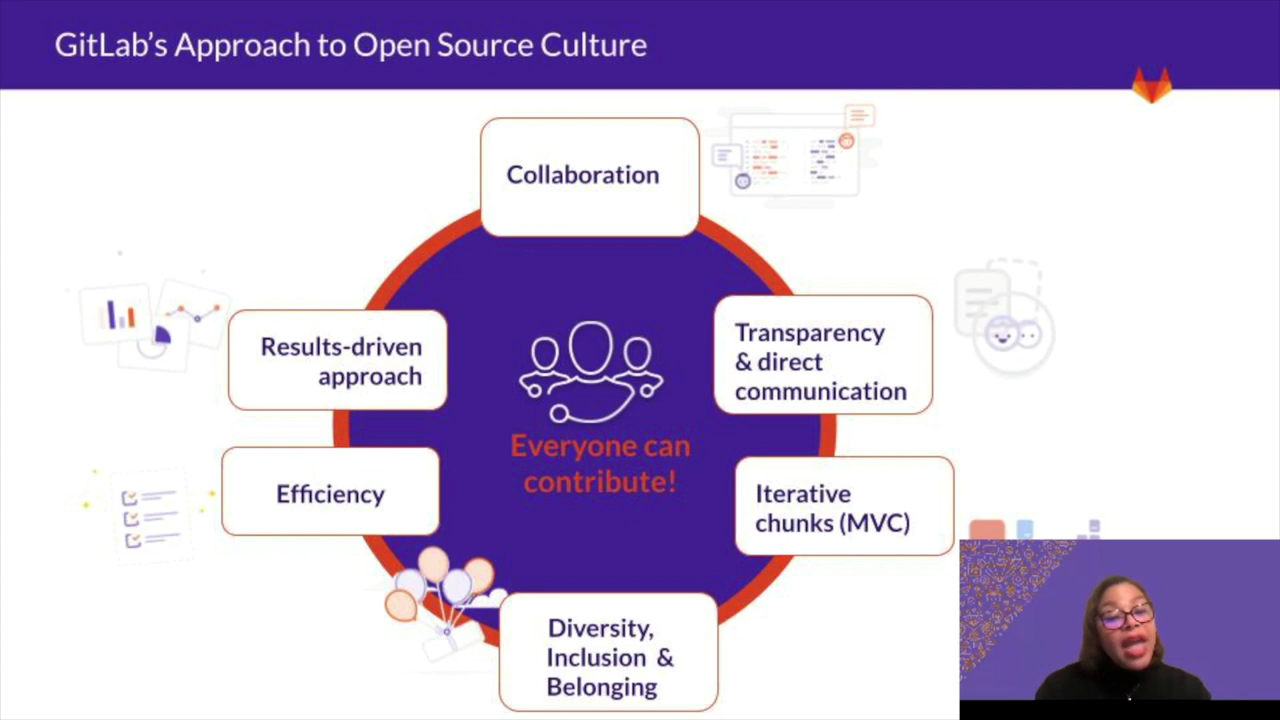 GitLab's Approach to Open Source Culture
Collaboration
Results-driven
approach
Transparency
& direct
communication
Everyone can
contribute!
Efficiency
Iterative
chunks (MVC)
Diversity,
Inclusion &
Belonging